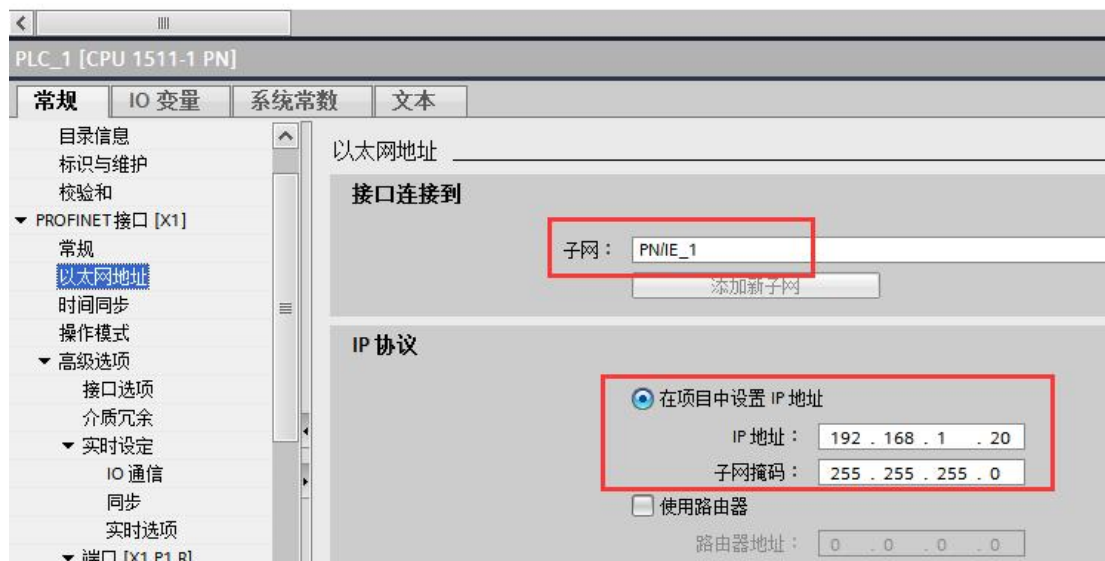 PLC_1 [CPU 1511-1 PN]
常规 IO 变量 系统常数 文本
目录信息
标识与维护
校验和
PROFINET接口 [X1]
常规
以太网地址
时间同步
操作模式
高级选项
接口选项
介质冗余
实时设定
IO 通信
同步
实时选项
端口 [X1 P1 R]
以太网地址
接口连接到
子网： PN/IE_1
添加新子网
IP 协议
在项目中设置 IP 地址
IP 地址： 192 . 168 . 1 . 20
子网掩码： 255 . 255 . 255 . 0
使用路由器
路由器地址： 0 . 0 . 0 . 0